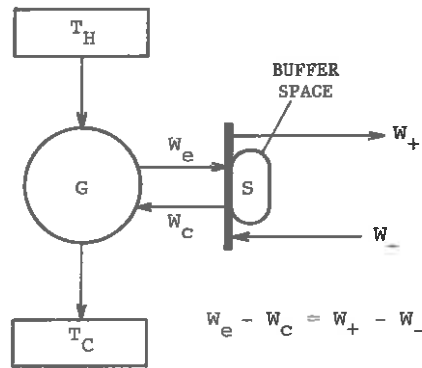 T_H
BUFFER
SPACE
W_e
W_+
G
S
W_c
W_-
T_C
W_e - W_c = W_+ - W_-